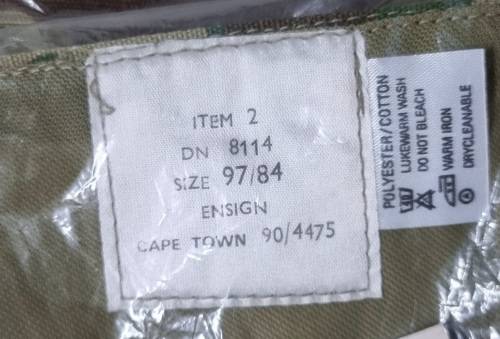 ITEM 2
DN 8114
SIZE 97/84
ENSIGN
CAPE TOWN 90/4475
POLYESTER/COTTON
LUKEWARM WASH
DO NOT BLEACH
WARM IRON
DRYCLEANABLE
A